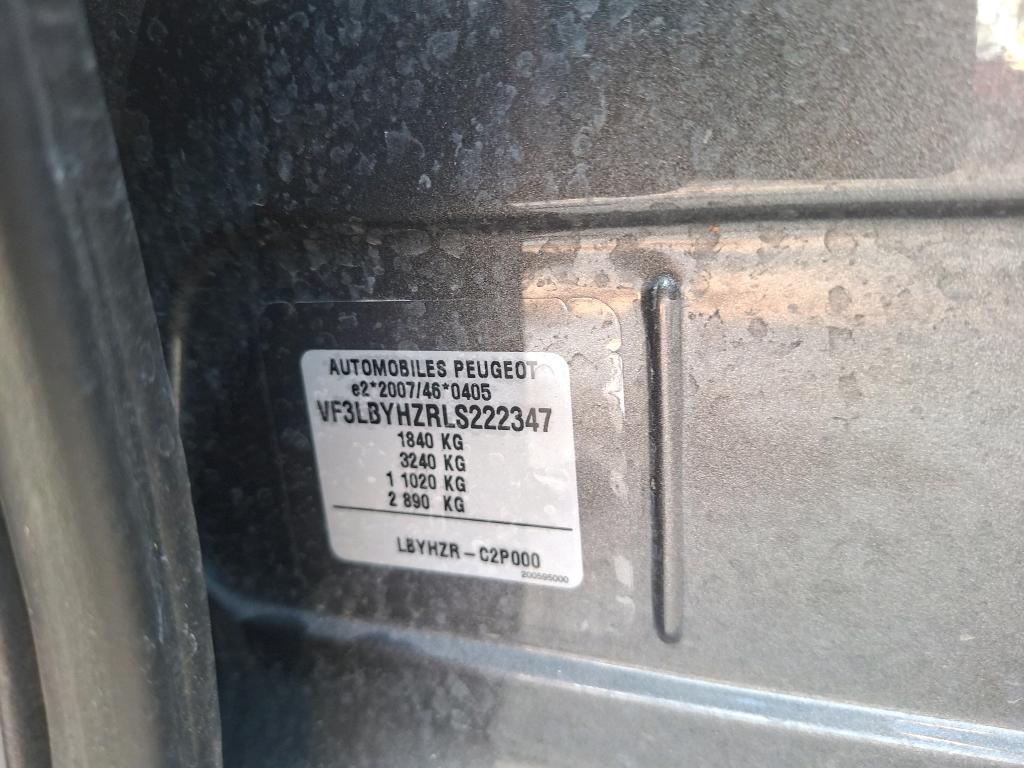 AUTOMOBILES PEUGEOT
e2*2007/46*0405
VF3LBYHZRLS222347
1840 KG
3240 KG
1 1020 KG
2 890 KG
LBYHZR-C2P000
200595000